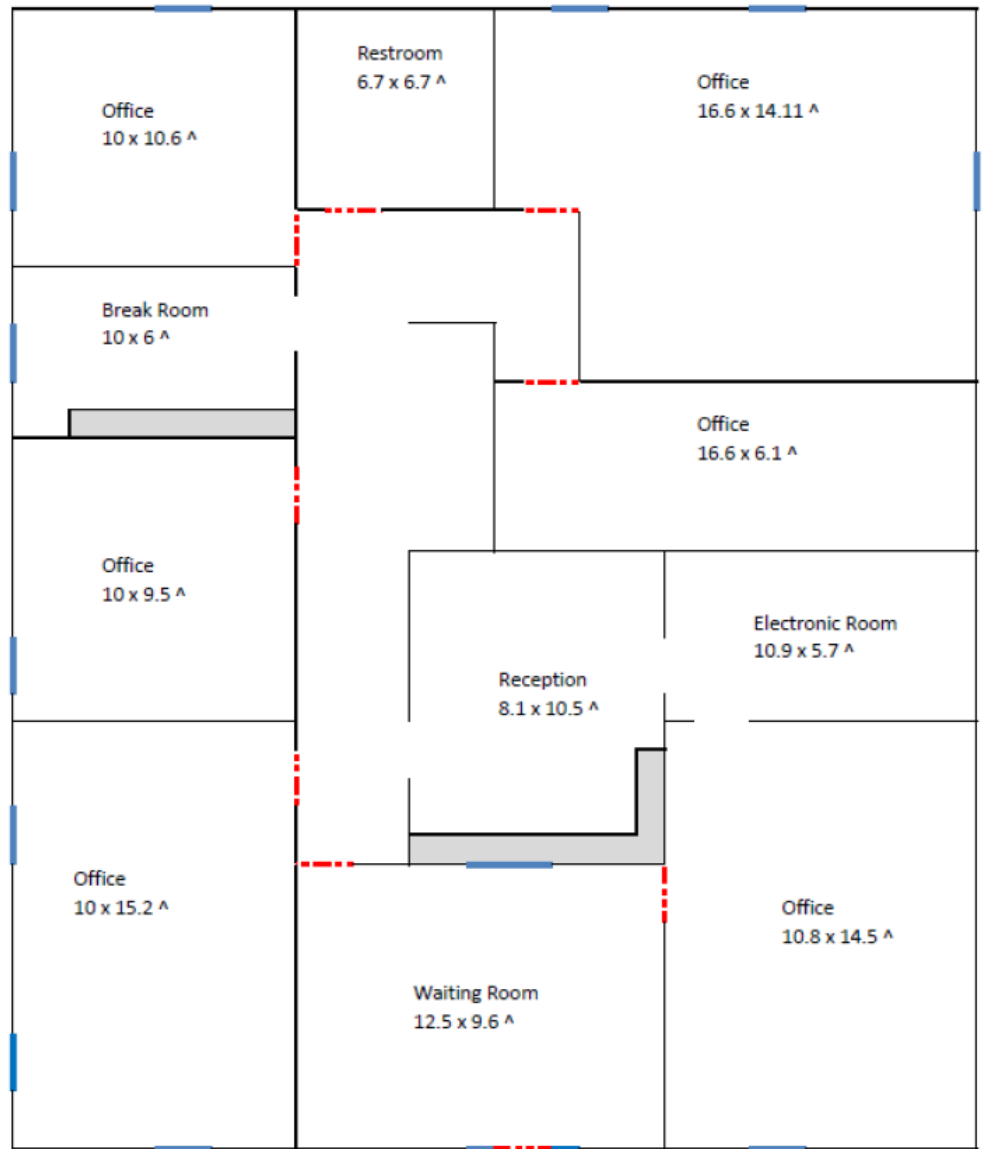 Restroom
6.7 x 6.7 ^
Office
16.6 x 14.11 ^
Office
10 x 10.6 ^
Break Room
10 x 6 ^
Office
16.6 x 6.1 ^
Office
10 x 9.5 ^
Electronic Room
10.9 x 5.7 ^
Reception
8.1 x 10.5 ^
Office
10 x 15.2 ^
Office
10.8 x 14.5 ^
Waiting Room
12.5 x 9.6 ^